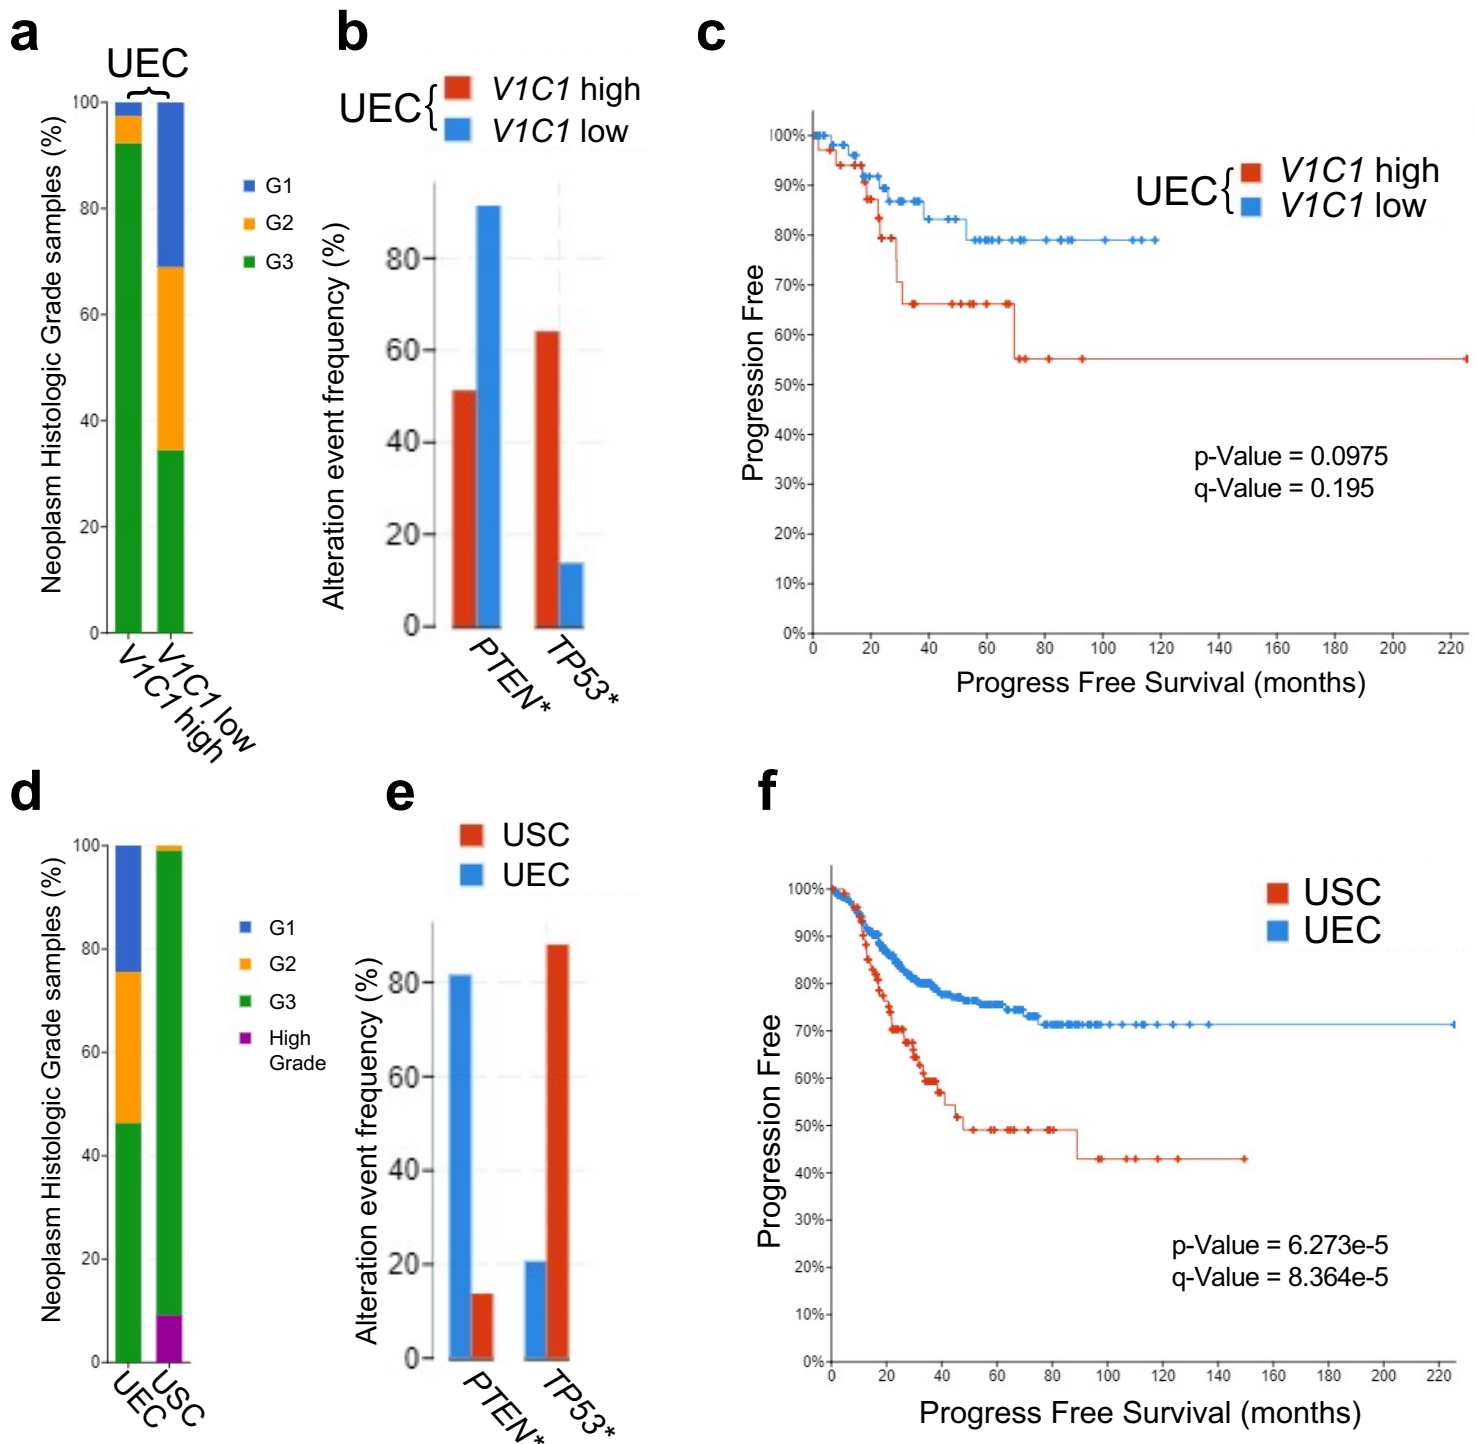 a
UEC
Neoplasm Histologic Grade samples (%)
100
80
60
40
20
0
G1
G2
G3
V1C1 high
V1C1 low
b
UEC{
V1C1 high
V1C1 low
Alteration event frequency (%)
80
60
40
20
0
PTEN*
TP53*
c
UEC{
V1C1 high
V1C1 low
Progression Free
100%
90%
80%
70%
60%
50%
40%
30%
20%
10%
0%
p-Value = 0.0975
q-Value = 0.195
0 20 40 60 80 100 120 140 160 180 200 220
Progress Free Survival (months)
d
Neoplasm Histologic Grade samples (%)
100
80
60
40
20
0
G1
G2
G3
High
Grade
UEC
USC
e
USC
UEC
Alteration event frequency (%)
80
60
40
20
0
PTEN*
TP53*
f
USC
UEC
Progression Free
100%
90%
80%
70%
60%
50%
40%
30%
20%
10%
0%
p-Value = 6.273e-5
q-Value = 8.364e-5
0 20 40 60 80 100 120 140 160 180 200 220
Progress Free Survival (months)